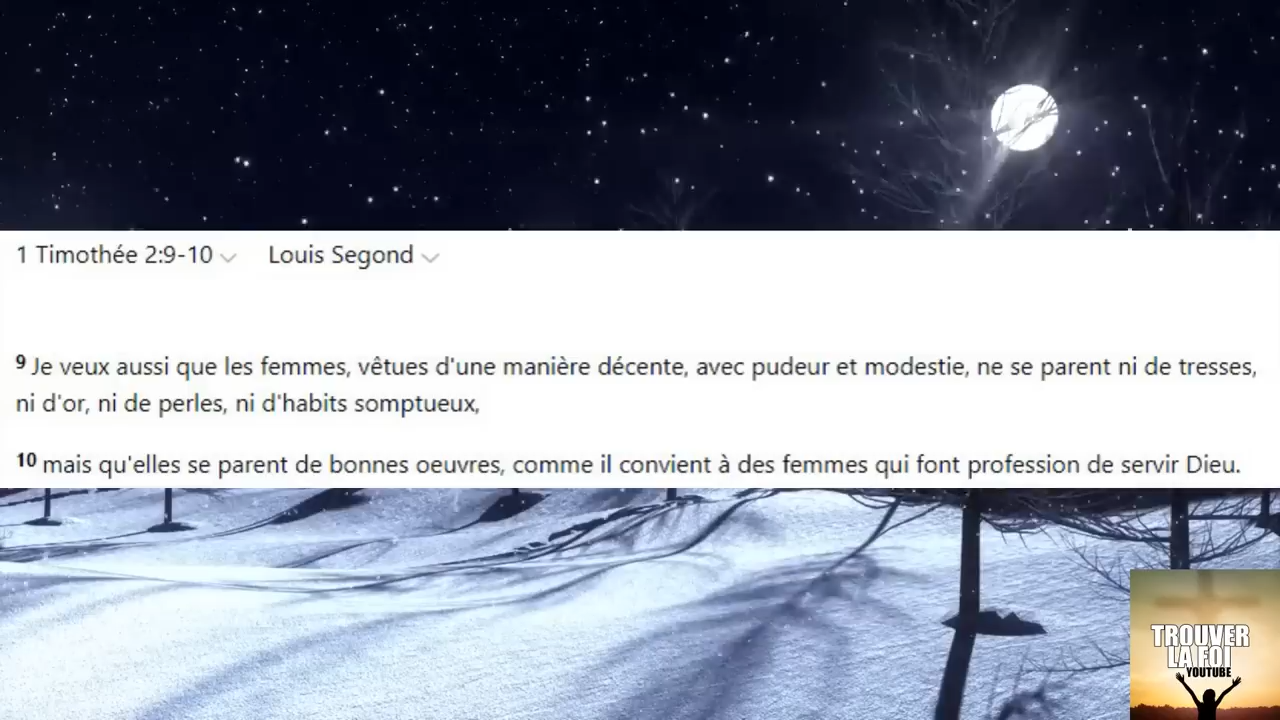 1 Timothée 2:9-10 Louis Segond
9 Je veux aussi que les femmes, vêtues d'une manière décente, avec pudeur et modestie, ne se parent ni de tresses,
ni d'or, ni de perles, ni d'habits somptueux,
10 mais qu'elles se parent de bonnes oeuvres, comme il convient à des femmes qui font profession de servir Dieu.
TROUVER
LA FOI
YOUTUBE